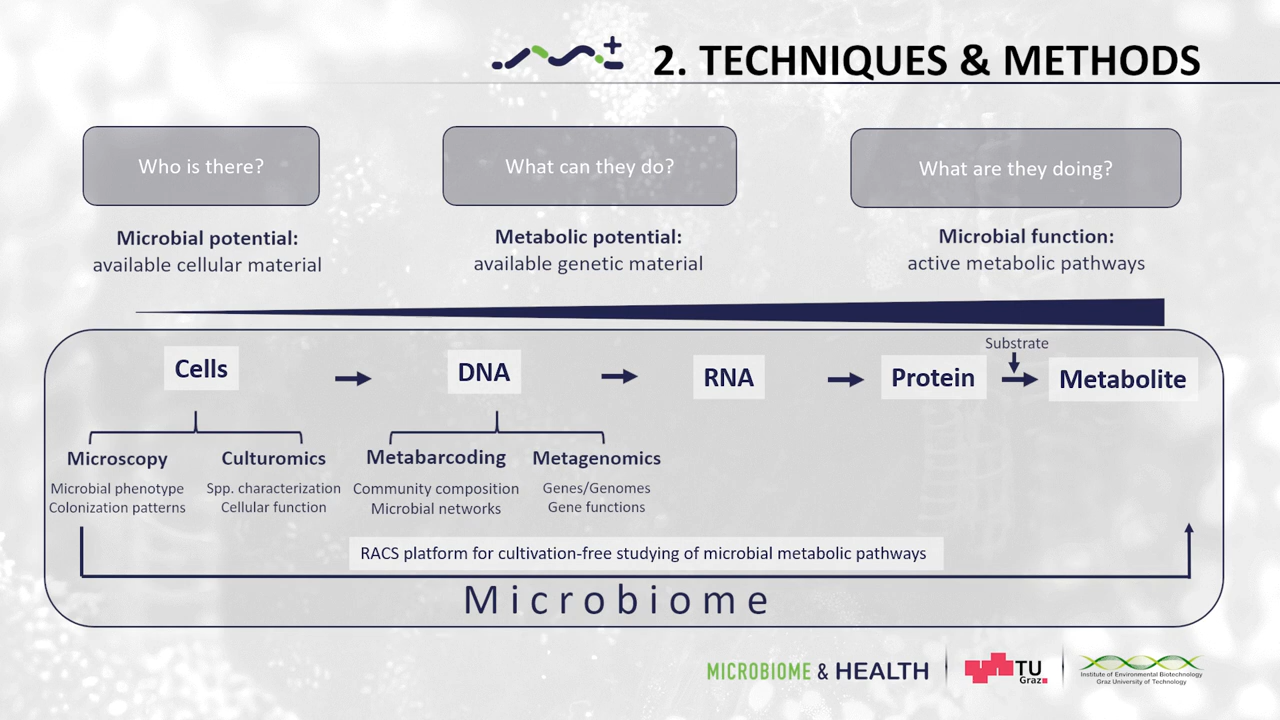 2. TECHNIQUES & METHODS
Who is there?
What can they do?
What are they doing?
Microbial potential:
available cellular material
Metabolic potential:
available genetic material
Microbial function:
active metabolic pathways
Substrate
Cells
DNA
RNA
Protein
Metabolite
Microscopy
Microbial phenotype
Colonization patterns
Culturomics
Spp. characterization
Cellular function
Metabarcoding
Community composition
Microbial networks
Metagenomics
Genes/Genomes
Gene functions
RACS platform for cultivation-free studying of microbial metabolic pathways
Microbiome
MICROBIOME & HEALTH
TU
Graz
Institute of Environmental Biotechnology
Graz University of Technology